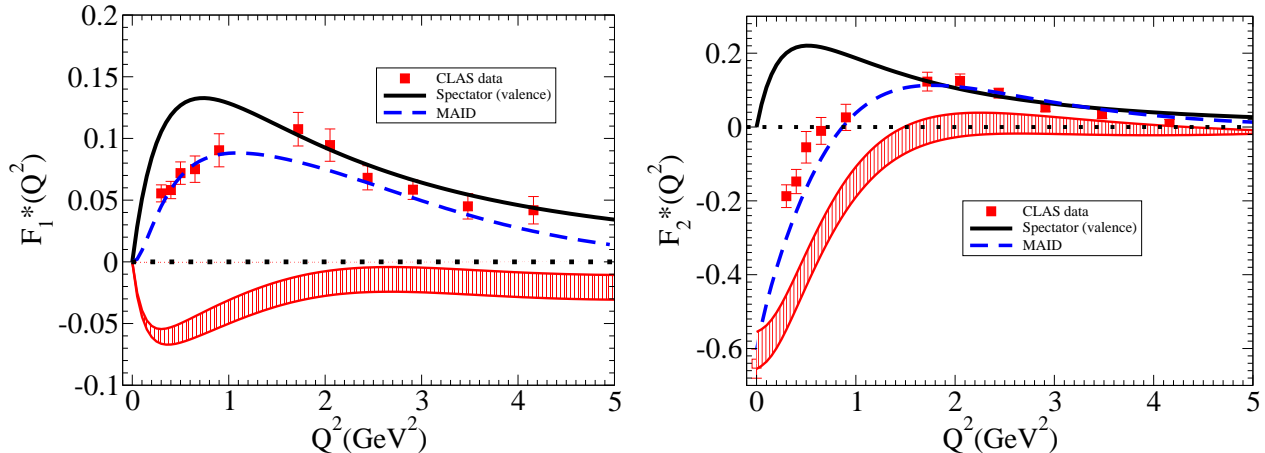 0.2
0.15
0.1
0.05
0
-0.05
-0.1
F1*(Q2)
CLAS data
Spectator (valence)
MAID
0 1 2 3 4 5
Q2(GeV2)
0.2
0
-0.2
-0.4
-0.6
F2*(Q2)
CLAS data
Spectator (valence)
MAID
0 1 2 3 4 5
Q2(GeV2)